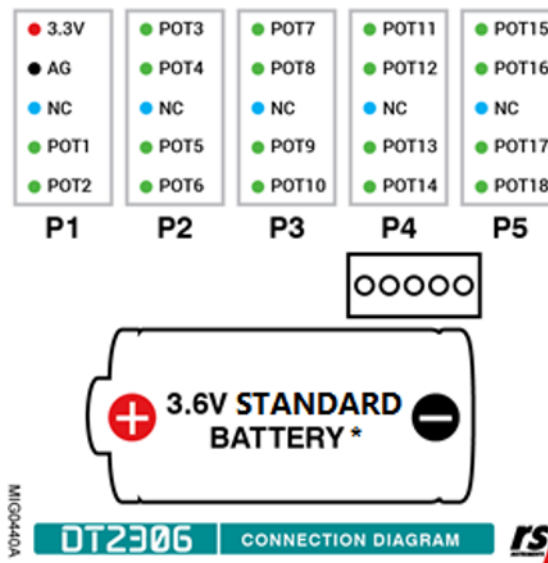 3.3V
AG
NC
POT1
POT2
P1
POT3
POT4
NC
POT5
POT6
P2
POT7
POT8
NC
POT9
POT10
P3
POT11
POT12
NC
POT13
POT14
P4
POT15
POT16
NC
POT17
POT18
P5
3.6V STANDARD
BATTERY *
MIG0440A
DT2306
CONNECTION DIAGRAM
rs